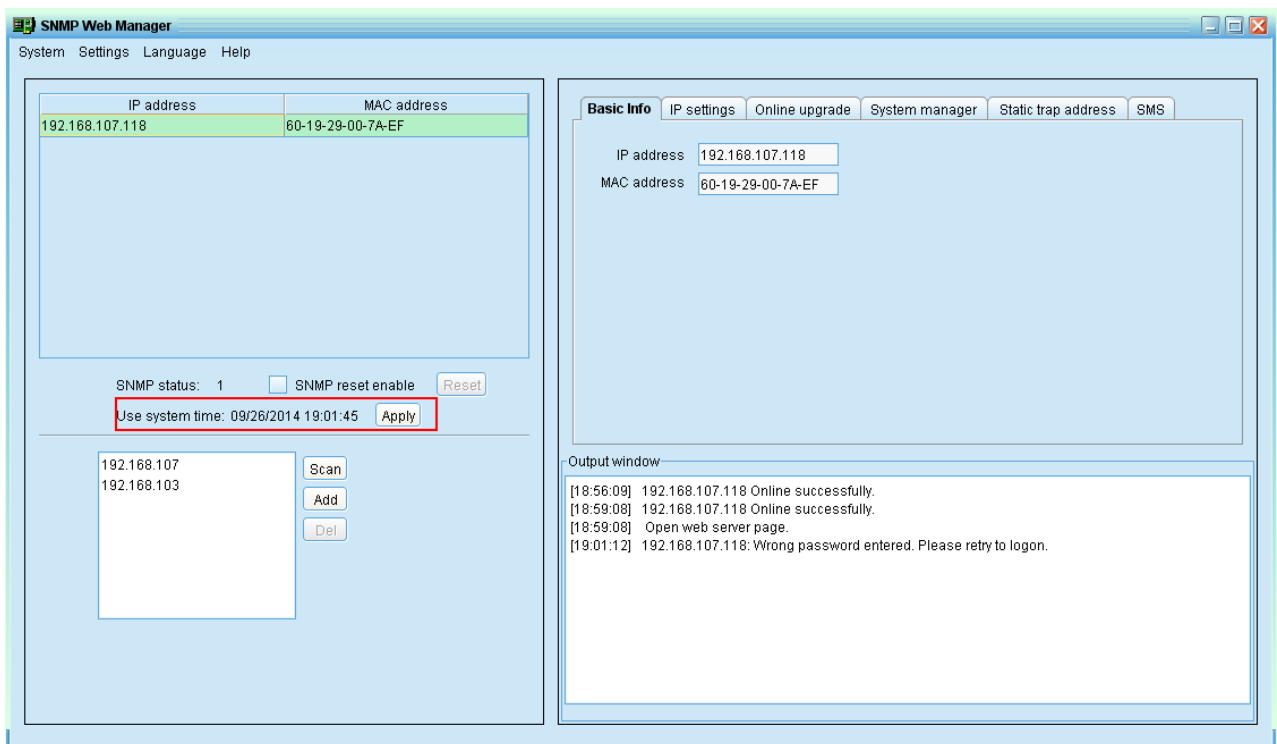 SNMP Web Manager
System Settings Language Help
IP address MAC address
192.168.107.118 60-19-29-00-7A-EF
SNMP status: 1 SNMP reset enable Reset
Use system time: 09/26/2014 19:01:45 Apply
192.168.107
192.168.103
Scan
Add
Del
Basic Info IP settings Online upgrade System manager Static trap address SMS
IP address 192.168.107.118
MAC address 60-19-29-00-7A-EF
Output window
[18:56:09] 192.168.107.118 Online successfully.
[18:59:08] 192.168.107.118 Online successfully.
[18:59:08] Open web server page.
[19:01:12] 192.168.107.118: Wrong password entered. Please retry to logon.